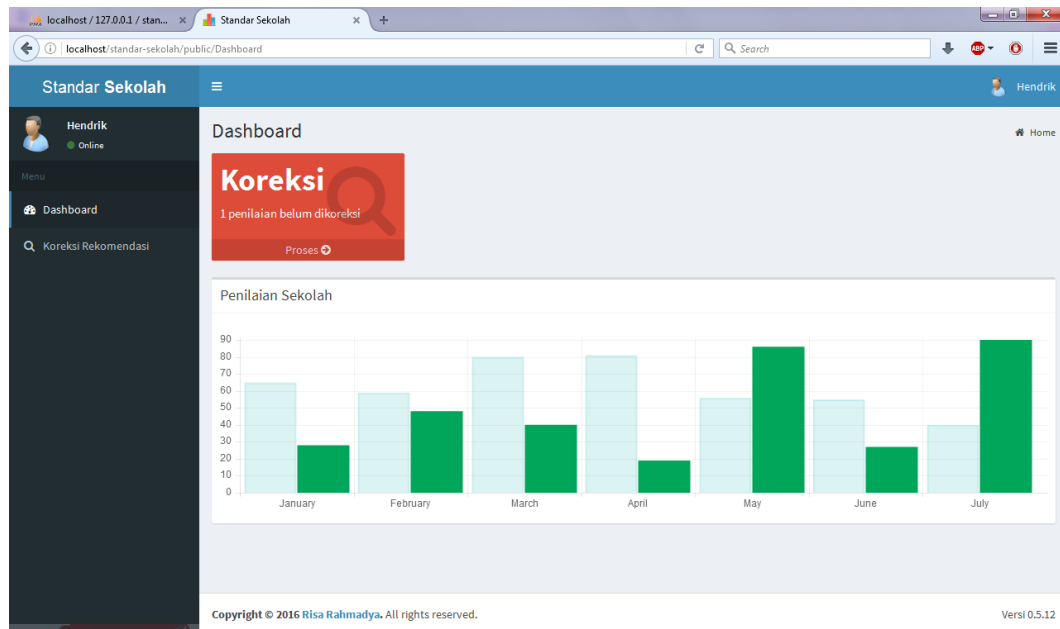 localhost / 127.0.0.1 / stan...
Standar Sekolah
localhost/standar-sekolah/public/Dashboard
Search
ABP
Standar Sekolah
Hendrik
Hendrik
Online
Menu
Dashboard
Koreksi Rekomendasi
Dashboard
Home
Koreksi
1 penilaian belum dikoreksi
Proses
Penilaian Sekolah
90
80
70
60
50
40
30
20
10
0
January February March April May June July
Copyright © 2016 Risa Rahmadya. All rights reserved.
Versi 0.5.12